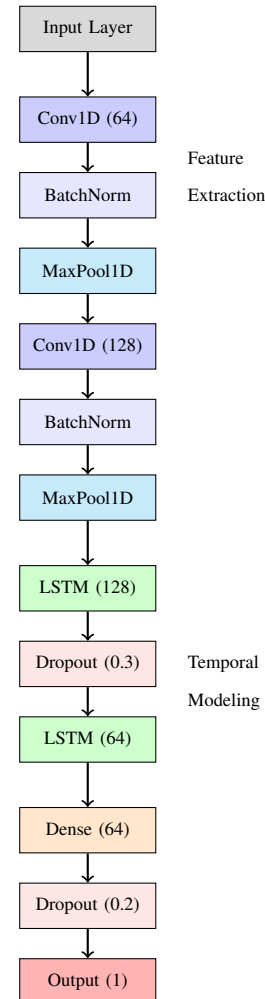 Input Layer
Conv1D (64)
Feature
Extraction
BatchNorm
MaxPool1D
Conv1D (128)
BatchNorm
MaxPool1D
LSTM (128)
Dropout (0.3)
Temporal
Modeling
LSTM (64)
Dense (64)
Dropout (0.2)
Output (1)